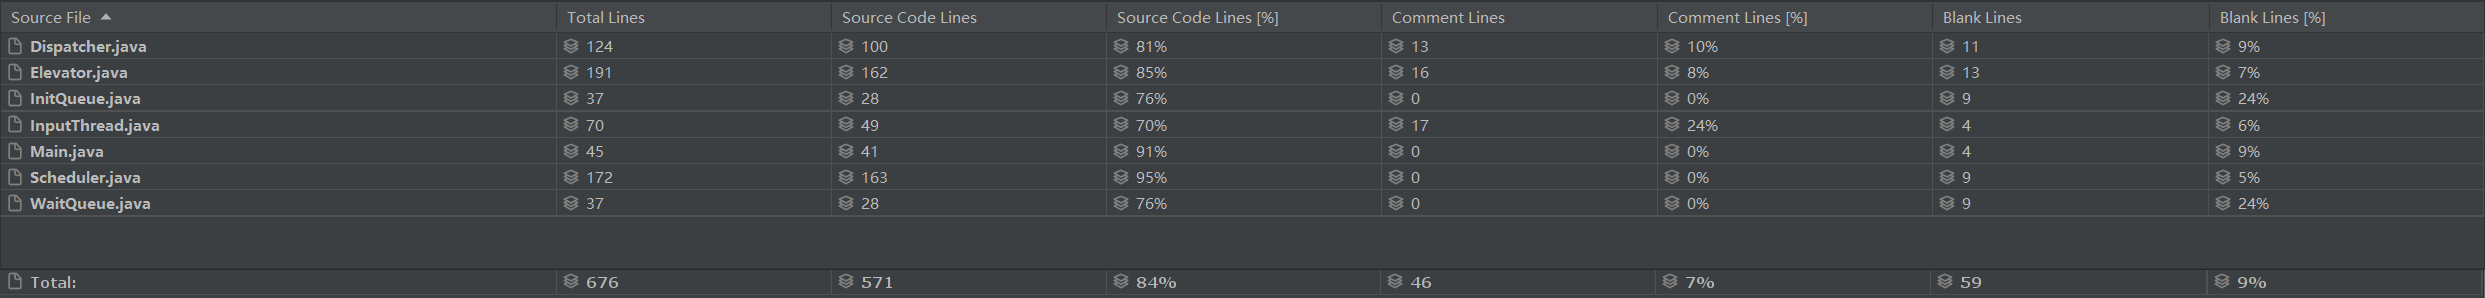 Source File Total Lines Source Code Lines Source Code Lines [%] Comment Lines Comment Lines [%] Blank Lines Blank Lines [%]
Dispatcher.java 124 100 81% 13 10% 11 9%
Elevator.java 191 162 85% 16 8% 13 7%
InitQueue.java 37 28 76% 0 0% 9 24%
InputThread.java 70 49 70% 17 24% 4 6%
Main.java 45 41 91% 0 0% 4 9%
Scheduler.java 172 163 95% 0 0% 9 5%
WaitQueue.java 37 28 76% 0 0% 9 24%
Total: 676 571 84% 46 7% 59 9%